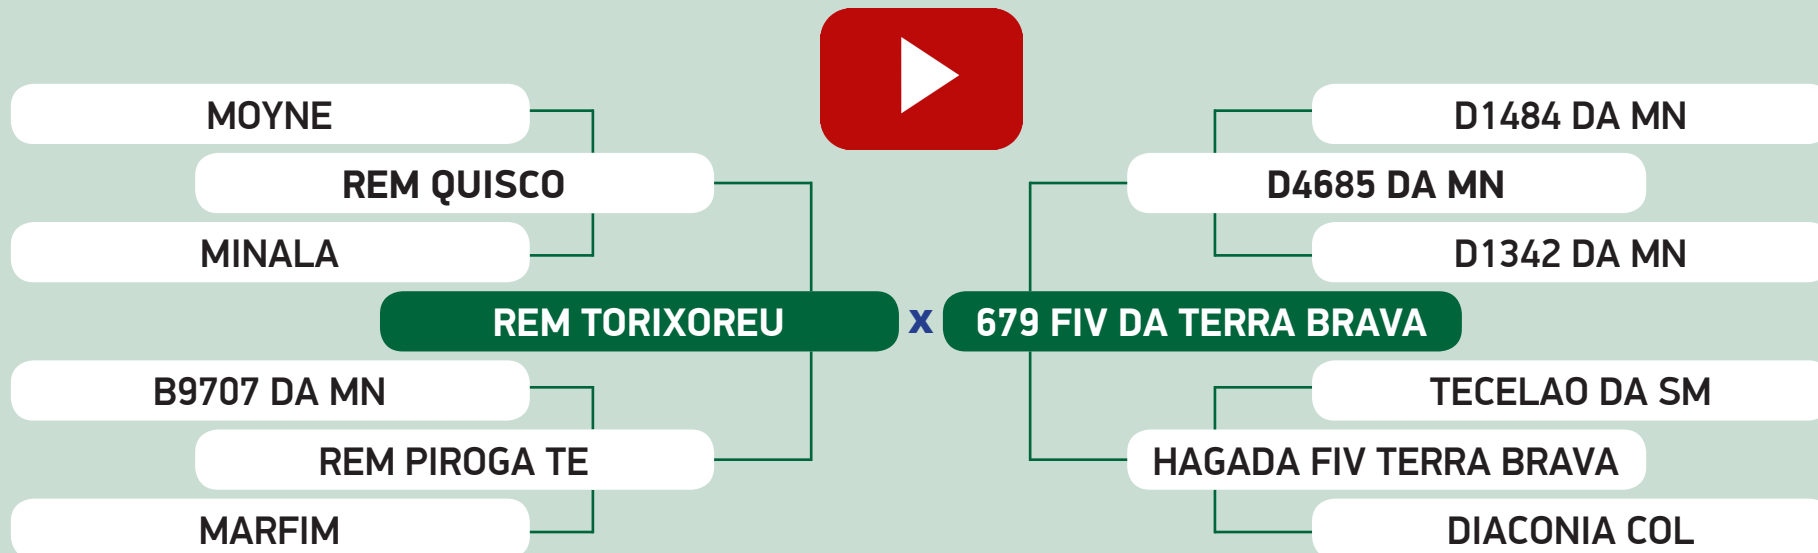 MOYNE
D1484 DA MN
REM QUISCO
D4685 DA MN
MINALA
D1342 DA MN
REM TORIXOREU x 679 FIV DA TERRA BRAVA
B9707 DA MN
TECELAO DA SM
REM PIROGA TE
HAGADA FIV TERRA BRAVA
MARFIM
DIACONIA COL